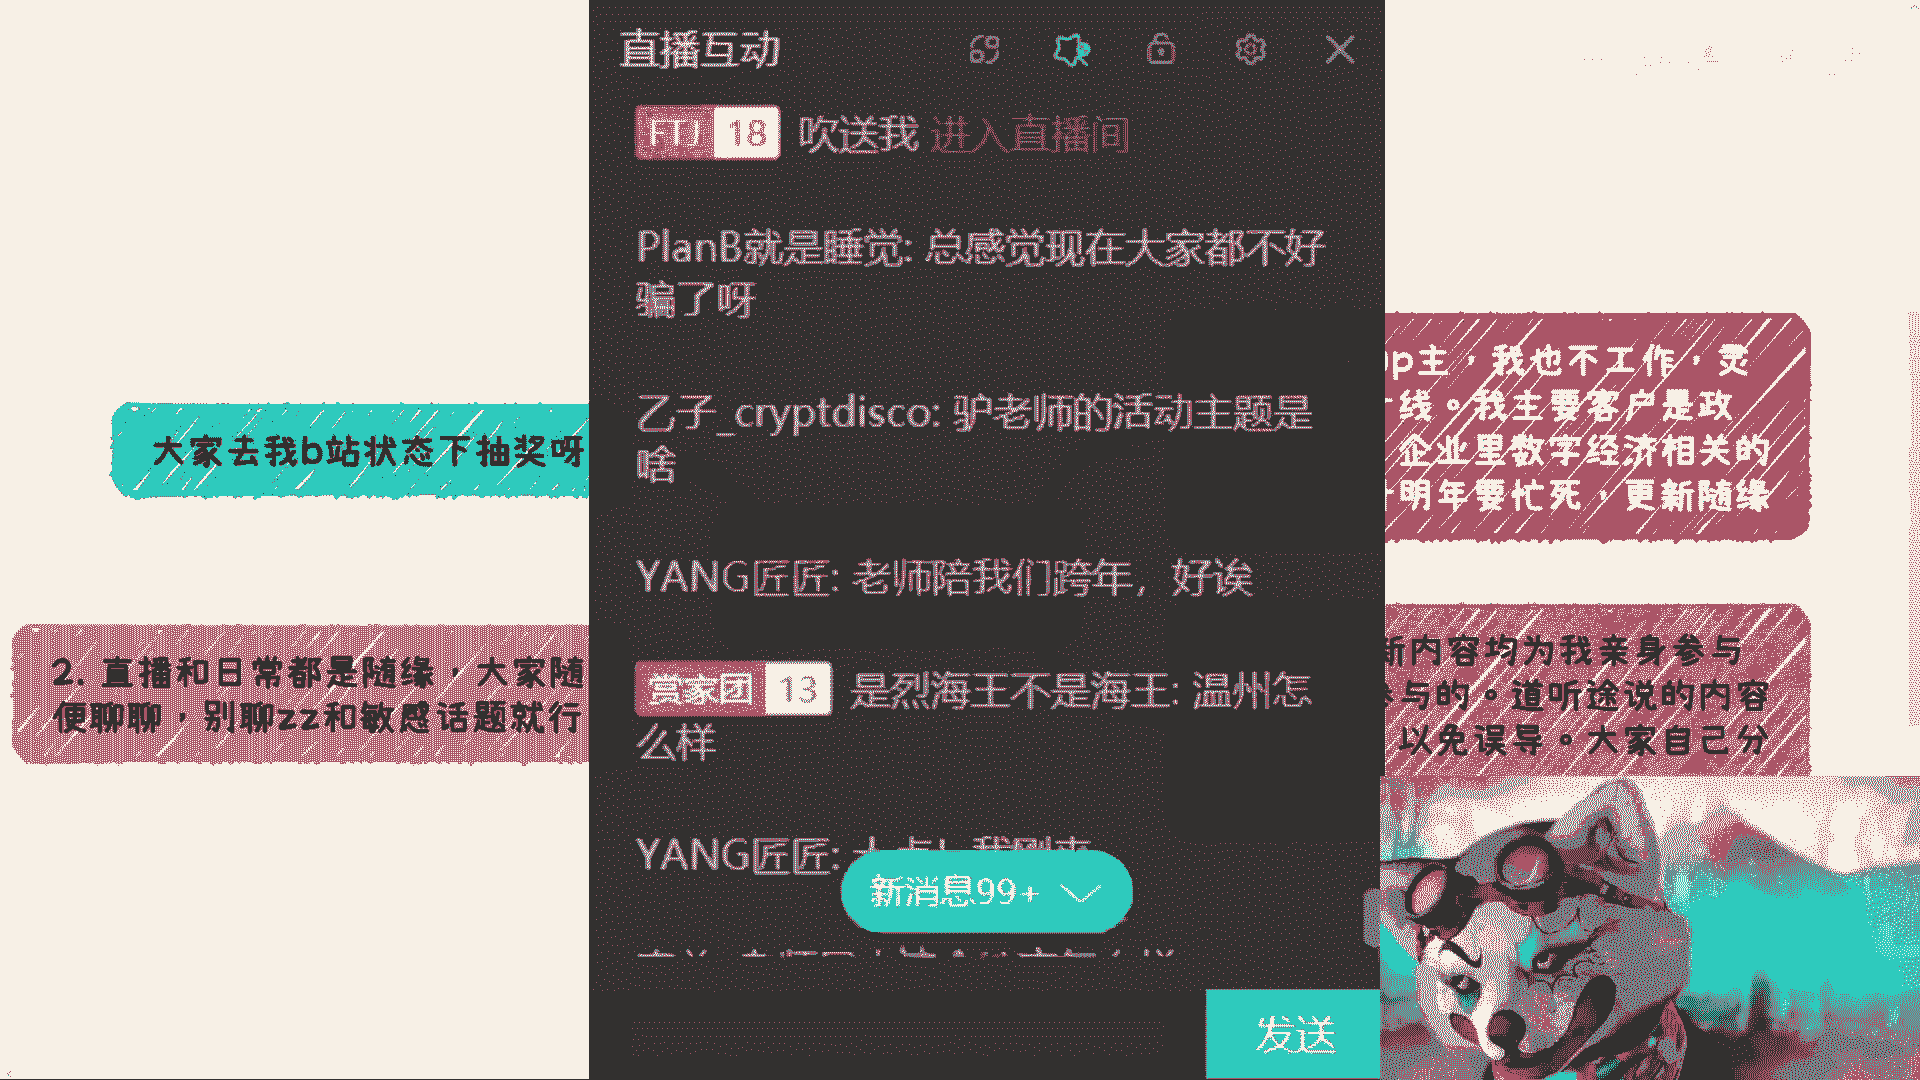 大家去我b站状态下抽奖呀
2. 直播和日常都是随缘，大家随
便聊聊，别聊zz和敏感话题就行
直播互动
FTJ 18 吹送我 进入直播间
PlanB就是睡觉: 总感觉现在大家都不好
骗了呀
乙子_cryptdisco: 驴老师的活动主题是
啥
YANG匠匠: 老师陪我们跨年，好诶
赏家团 13 是烈海王不是海王: 温州怎
么样
YANG匠匠:
新消息99+
发送
p主，我也不工作，灵
线。我主要客户是政
企业里数字经济相关的
明年要忙死，更新随缘
新内容均为我亲身参与
参与的。道听途说的内容
以免误导。大家自己分